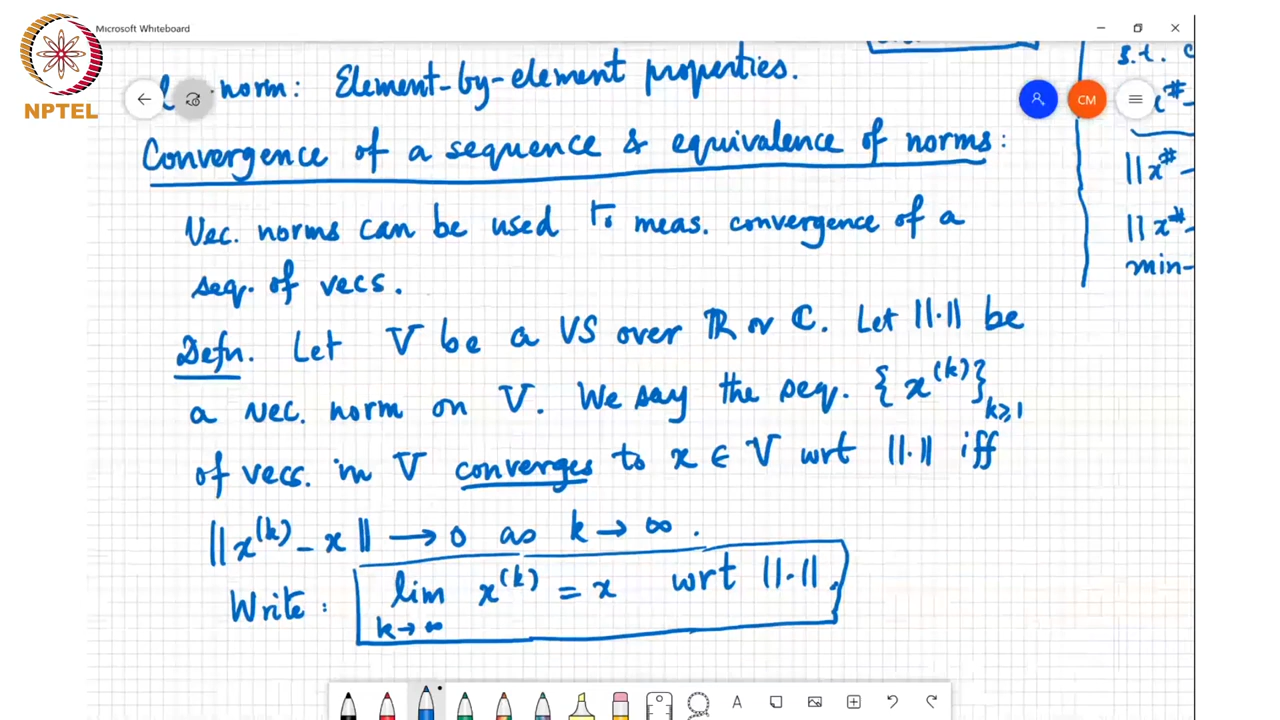 Microsoft Whiteboard
NPTEL
norm: Element-by-element properties.
CM
Convergence of a sequence & equivalence of norms:
Vec. norms can be used to meas. convergence of a
seq. of vecs.
Defn. Let V be a VS over ℝ or ℂ. Let ||·|| be
a vec. norm on V. We say the seq. {x^(k)}_{k≥1}
of vecs. in V converges to x ∈ V wrt ||·|| iff
||x^(k) - x|| → 0 as k → ∞.
Write: lim_{k→∞} x^(k) = x wrt ||·||.
s.t.
||x^# -
||x^# -
min-